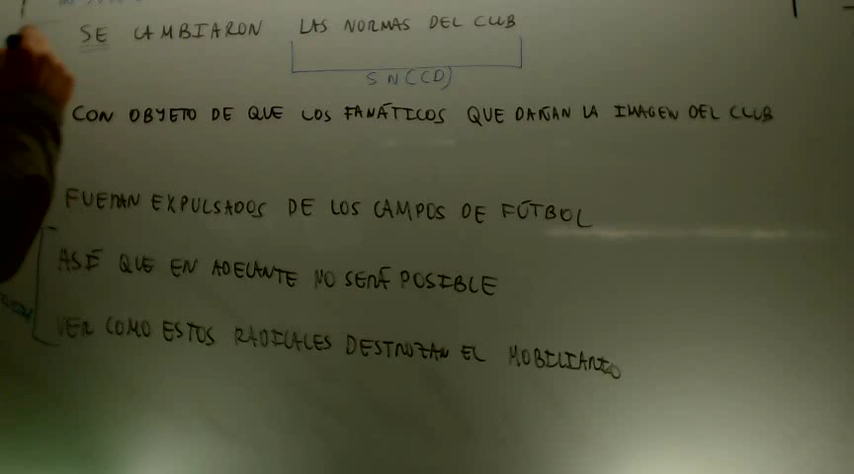 SE CAMBIARON LAS NORMAS DEL CLUB
SN(CD)
CON OBJETO DE QUE LOS FANÁTICOS QUE DAÑAN LA IMAGEN DEL CLUB
FUERAN EXPULSADOS DE LOS CAMPOS DE FÚTBOL
ASÍ QUE EN ADELANTE NO SERÁ POSIBLE
VER COMO ESTOS RADICALES DESTROZAN EL MOBILIARIO